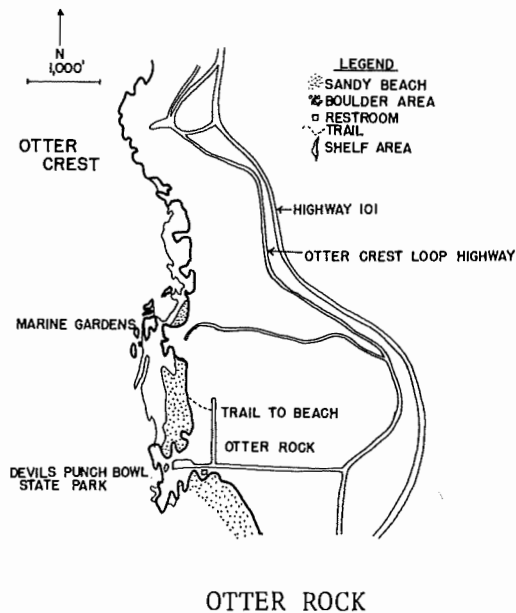 N
1,000'
LEGEND
SANDY BEACH
BOULDER AREA
RESTROOM
TRAIL
SHELF AREA
OTTER
CREST
HIGHWAY 101
OTTER CREST LOOP HIGHWAY
MARINE GARDENS
TRAIL TO BEACH
OTTER ROCK
DEVILS PUNCH BOWL
STATE PARK
OTTER ROCK